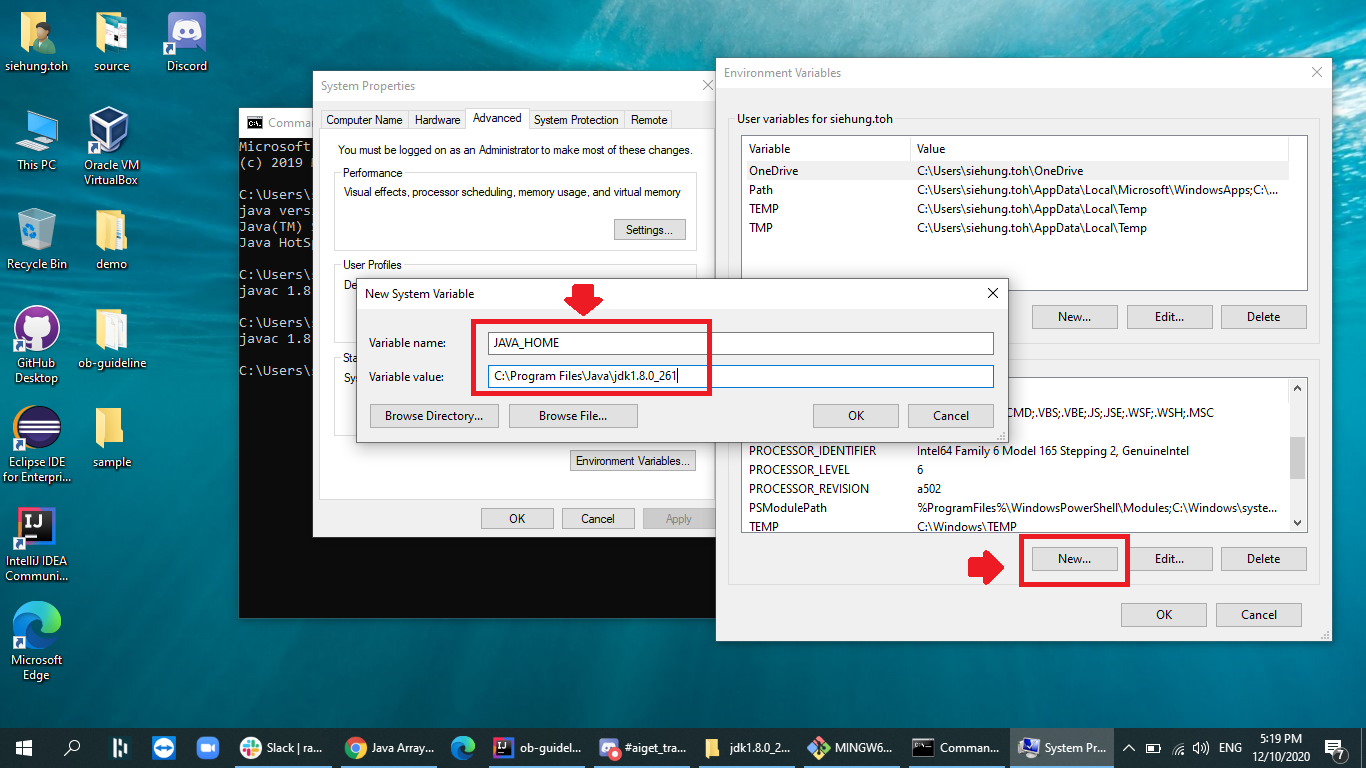 siehung.toh
source
Discord
This PC
Oracle VM
VirtualBox
Recycle Bin
demo
GitHub
Desktop
ob-guideline
Eclipse IDE
for Enterpri...
sample
IntelliJ IDEA
Communi...
Microsoft
Edge
Microsoft
(c) 2019
C:\Users\
java vers
Java(TM)
Java HotSp
C:\Users\
javac 1.8
C:\Users\
javac 1.8
C:\Users\
System Properties
Computer Name
Hardware
Advanced
System Protection
Remote
You must be logged on as an Administrator to make most of these changes.
Performance
Visual effects, processor scheduling, memory usage, and virtual memory
Settings...
User Profiles
De
Sta
Sy
Environment Variables...
OK
Cancel
Apply
Environment Variables
User variables for siehung.toh
Variable Value
OneDrive C:\Users\siehung.toh\OneDrive
Path C:\Users\siehung.toh\AppData\Local\Microsoft\WindowsApps;C:\...
TEMP C:\Users\siehung.toh\AppData\Local\Temp
TMP C:\Users\siehung.toh\AppData\Local\Temp
New... Edit... Delete
New System Variable
Variable name: JAVA_HOME
Variable value: C:\Program Files\Java\jdk1.8.0_261
Browse Directory... Browse File... OK Cancel
CMD;.VBS;.VBE;.JS;.JSE;.WSF;.WSH;.MSC
PROCESSOR_IDENTIFIER Intel64 Family 6 Model 165 Stepping 2, GenuineIntel
PROCESSOR_LEVEL 6
PROCESSOR_REVISION a502
PSModulePath %ProgramFiles%\WindowsPowerShell\Modules;C:\Windows\syste...
TEMP C:\Windows\TEMP
New... Edit... Delete
OK Cancel
Slack | ra...
Java Array...
ob-guidel...
#aiget_tra...
jdk1.8.0_2...
MINGW6...
Comman...
System Pr...
ENG
5:19 PM
12/10/2020
7